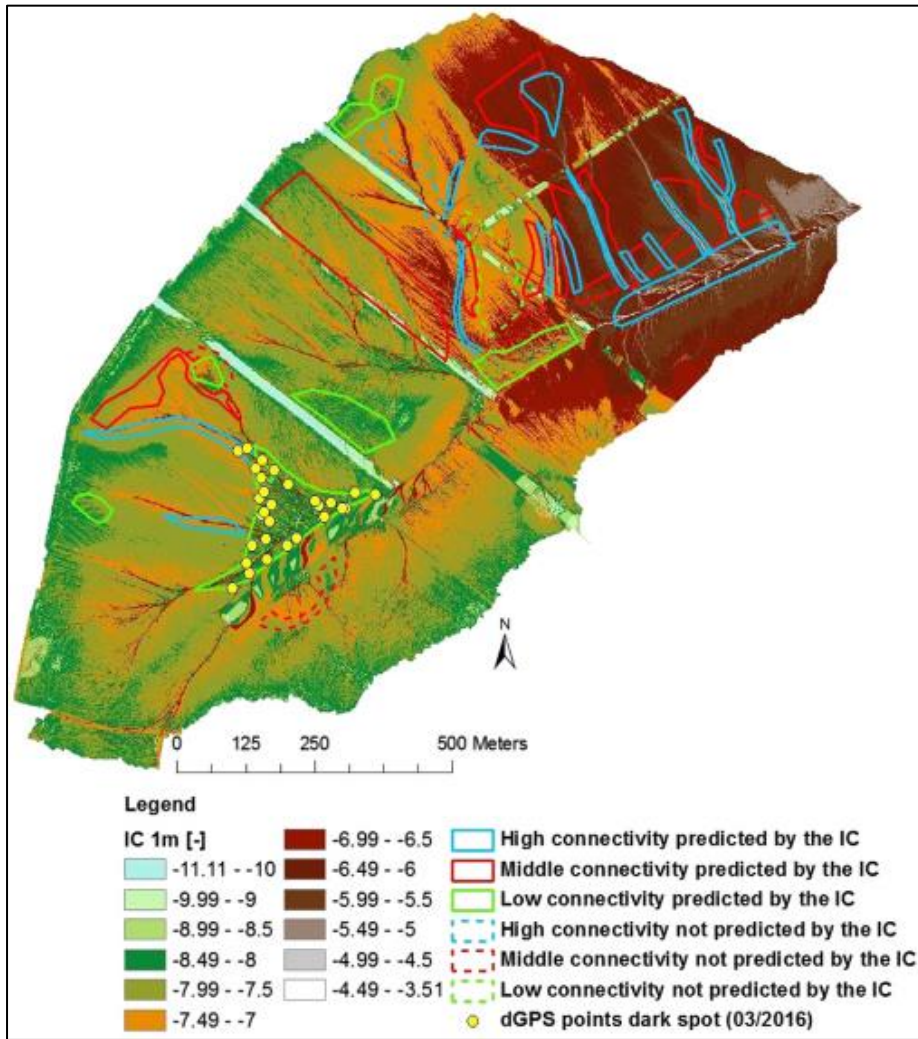 N
0 125 250 500 Meters
Legend
IC 1m [-]
-11.11 - -10
-9.99 - -9
-8.99 - -8.5
-8.49 - -8
-7.99 - -7.5
-7.49 - -7
-6.99 - -6.5
-6.49 - -6
-5.99 - -5.5
-5.49 - -5
-4.99 - -4.5
-4.49 - -3.51
High connectivity predicted by the IC
Middle connectivity predicted by the IC
Low connectivity predicted by the IC
High connectivity not predicted by the IC
Middle connectivity not predicted by the IC
Low connectivity not predicted by the IC
dGPS points dark spot (03/2016)